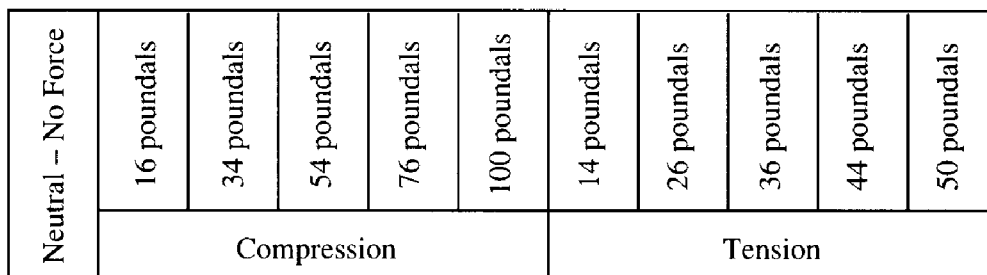 Neutral – No Force
16 poundals
34 poundals
54 poundals
76 poundals
100 poundals
14 poundals
26 poundals
36 poundals
44 poundals
50 poundals
Compression
Tension